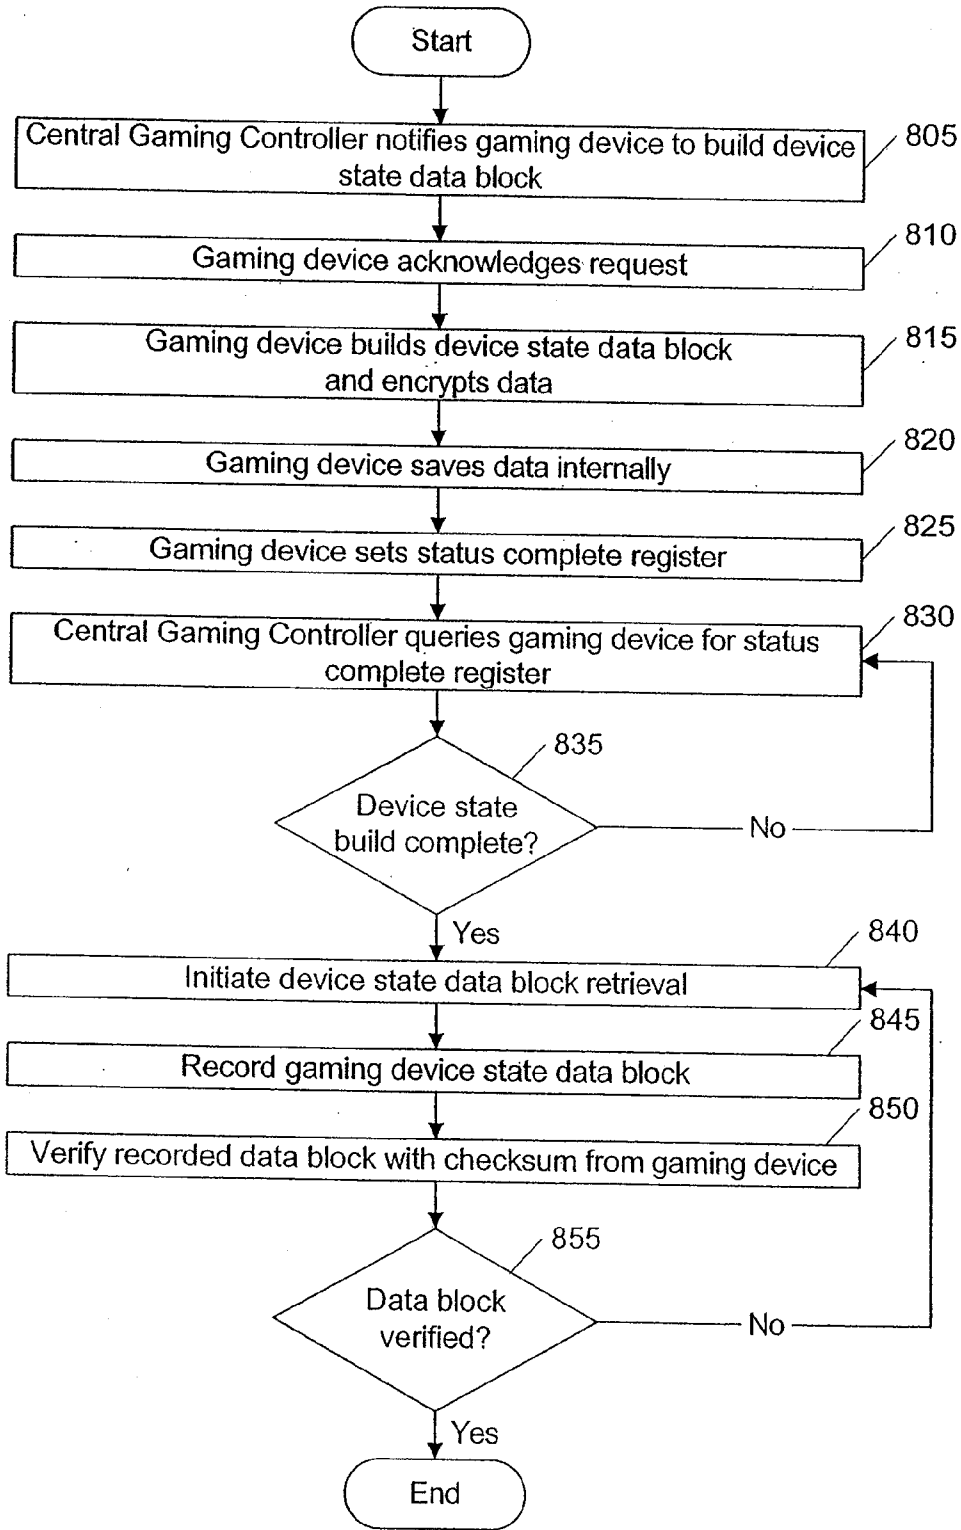 Start
Central Gaming Controller notifies gaming device to build device
state data block
805
Gaming device acknowledges request
810
Gaming device builds device state data block
and encrypts data
815
Gaming device saves data internally
820
Gaming device sets status complete register
825
Central Gaming Controller queries gaming device for status
complete register
830
Device state
build complete?
835
No
Yes
Initiate device state data block retrieval
840
Record gaming device state data block
845
Verify recorded data block with checksum from gaming device
850
Data block
verified?
855
No
Yes
End